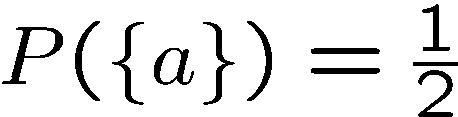 P({a}) = 1/2